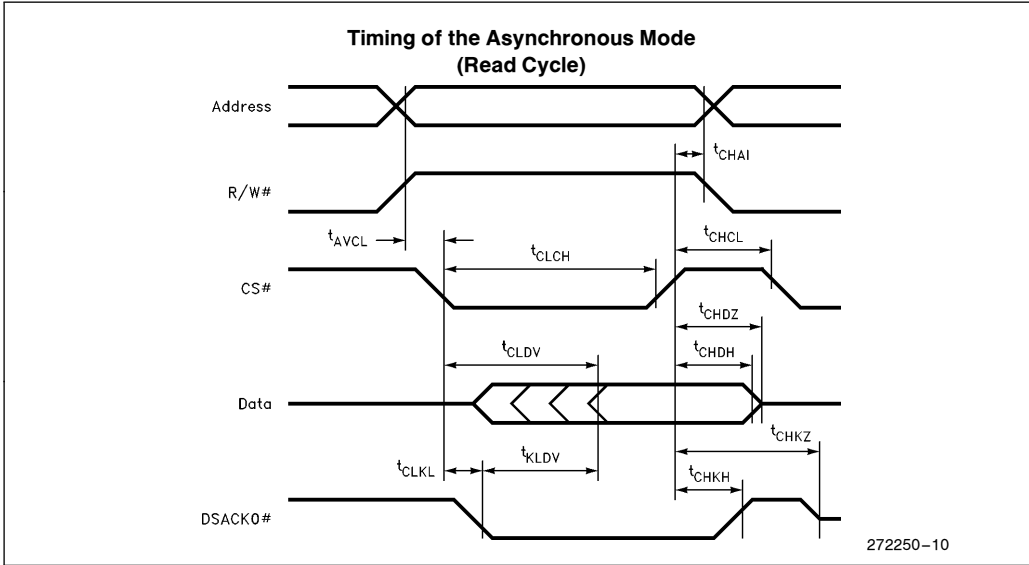 Timing of the Asynchronous Mode
(Read Cycle)
Address
tCHAI
R/W#
tAVCL
tCHCL
tCLCH
CS#
tCHDZ
tCLDV
tCHDH
Data
tCHKZ
tCLKL
tKLDV
tCHKH
DSACK0#
272250–10